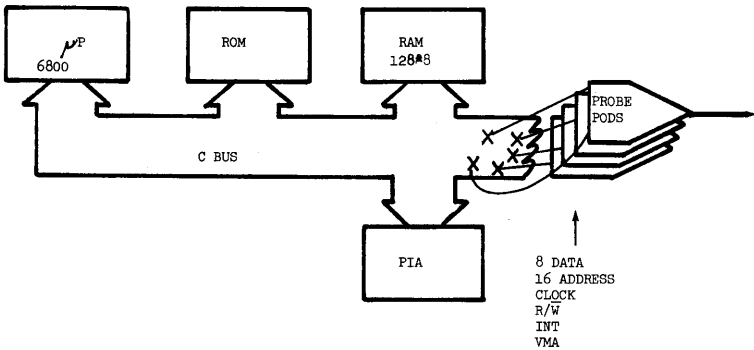 μP
6800
ROM
RAM
128*8
C BUS
PROBE
PODS
PIA
8 DATA
16 ADDRESS
CLOCK
R/W̅
INT
VMA